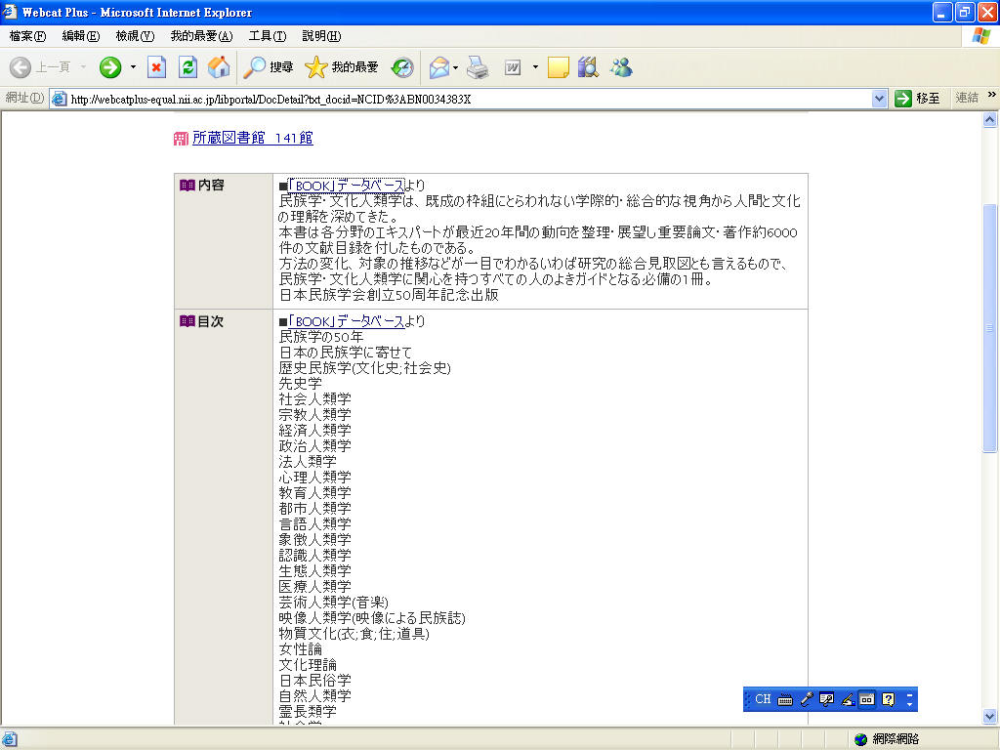 Webcat Plus - Microsoft Internet Explorer
檔案(F) 編輯(E) 檢視(V) 我的最愛(A) 工具(T) 說明(H)
上一頁 搜尋 我的最愛
網址(D) http://webcatplus-equal.nii.ac.jp/libportal/DocDetail?txt_docid=NCID%3ABN0034383X 移至 連結 »
所蔵図書館 141館
内容
■「BOOK」データベースより
民族学・文化人類学は、既成の枠組にとらわれない学際的・総合的な視角から人間と文化
の理解を深めてきた。
本書は各分野のエキスパートが最近20年間の動向を整理・展望し重要論文・著作約6000
件の文献目録を付したものである。
方法の変化、対象の推移などが一目でわかるいわば研究の総合見取図とも言えるもので、
民族学・文化人類学に関心を持つすべての人のよきガイドとなる必備の1冊。
日本民族学会創立50周年記念出版
目次
■「BOOK」データベースより
民族学の50年
日本の民族学に寄せて
歴史民族学(文化史;社会史)
先史学
社会人類学
宗教人類学
経済人類学
政治人類学
法人類学
心理人類学
教育人類学
都市人類学
言語人類学
象徴人類学
認識人類学
生態人類学
医療人類学
芸術人類学(音楽)
映像人類学(映像による民族誌)
物質文化(衣;食;住;道具)
女性論
文化理論
日本民俗学
自然人類学
霊長類学
CH
網際網路